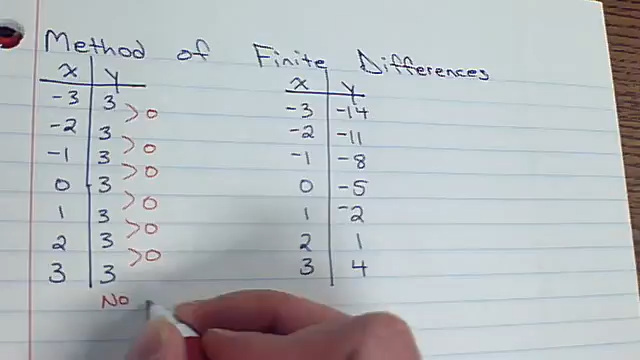 Method of Finite Differences
x y x y
-3 3 -3 -14
>0
-2 3 -2 -11
>0
-1 3 -1 -8
>0
0 3 0 -5
>0
1 3 1 -2
>0
2 3 2 1
>0
3 3 3 4
No